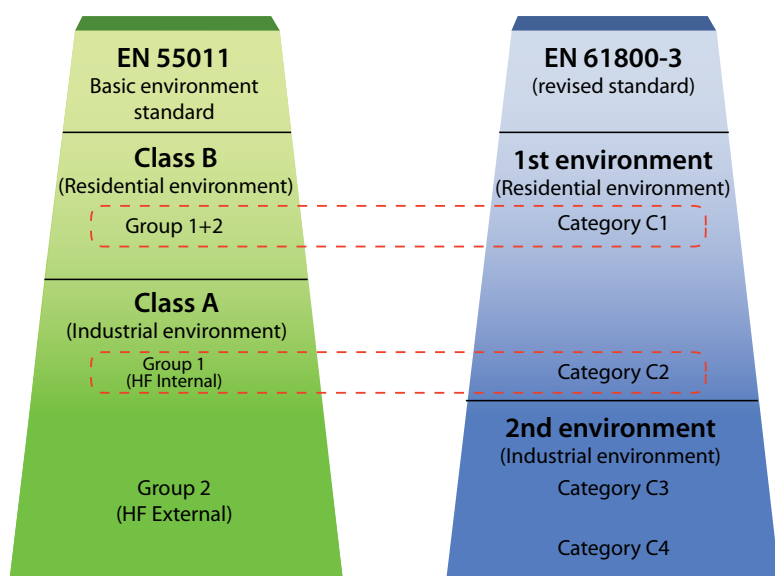 EN 55011
Basic environment
standard
Class B
(Residential environment)
Group 1+2
Class A
(Industrial environment)
Group 1
(HF Internal)
Group 2
(HF External)
EN 61800-3
(revised standard)
1st environment
(Residential environment)
Category C1
Category C2
2nd environment
(Industrial environment)
Category C3
Category C4